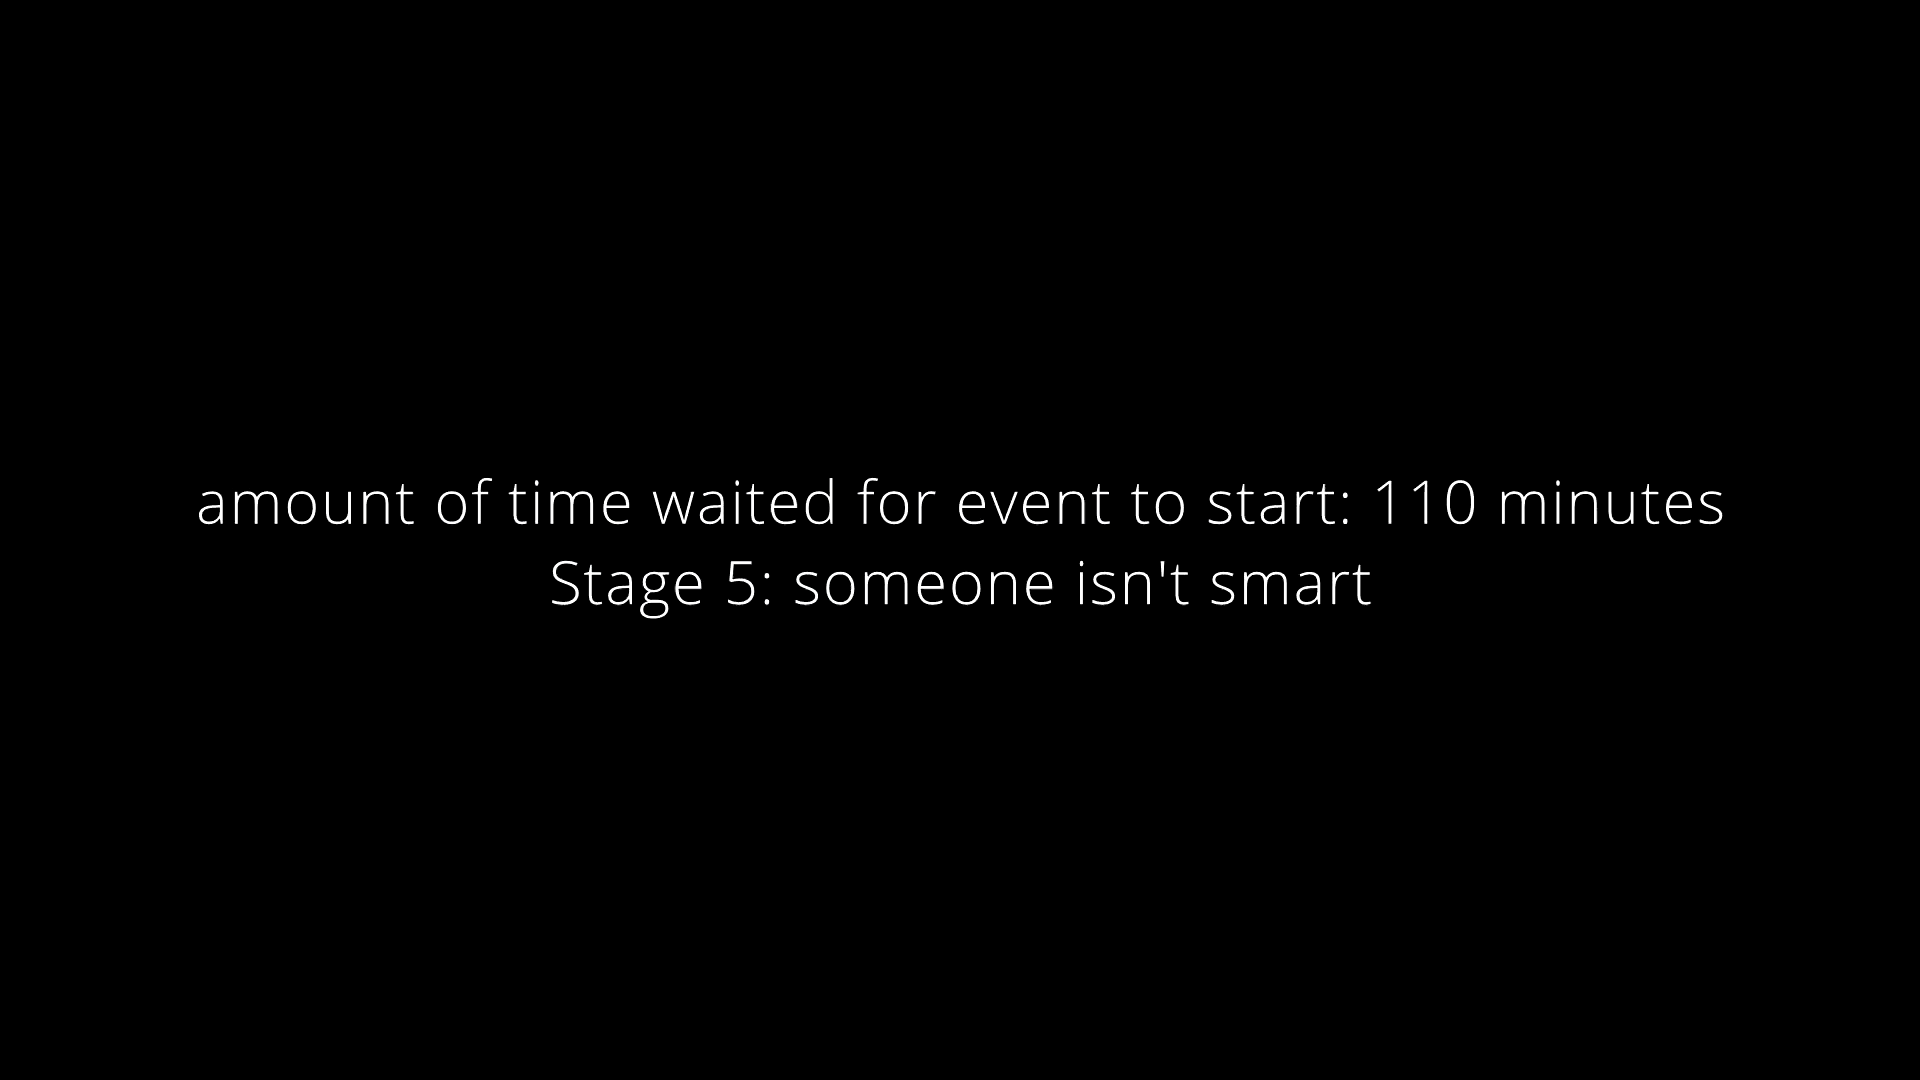 amount of time waited for event to start: 110 minutes
Stage 5: someone isn't smart